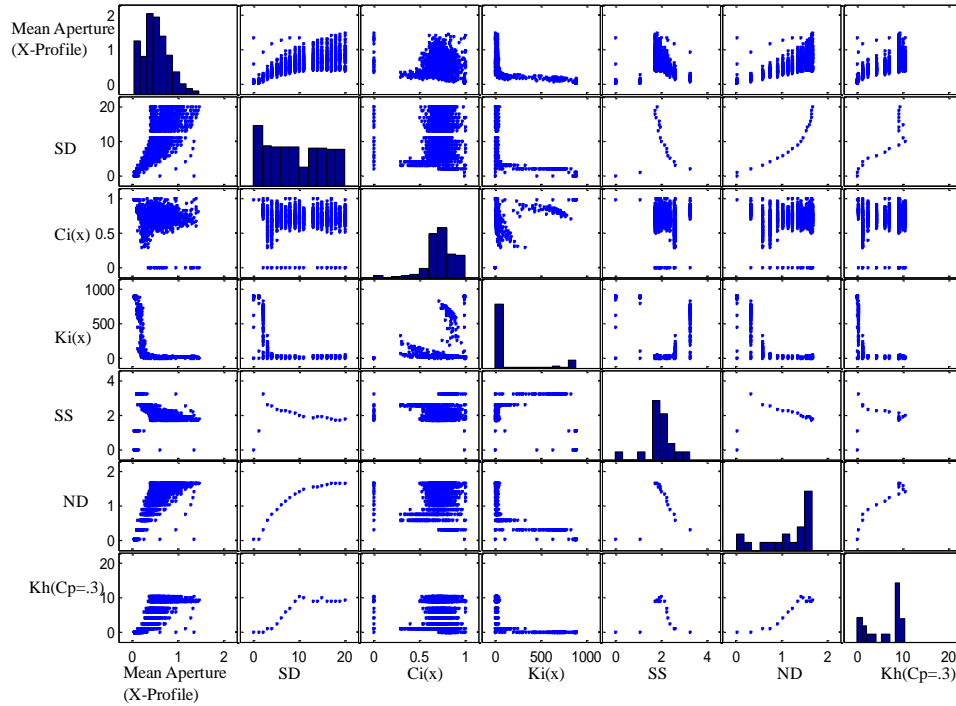 Mean Aperture
(X-Profile)
0
1
2
SD
0
10
20
Ci(x)
0
0.5
1
Ki(x)
0
500
1000
SS
0
2
4
ND
0
1
2
Kh(Cp=.3)
0
10
20
0 1 2 0 10 20 0 0.5 1 0 500 1000 0 2 4 0 1 2 0 10 20
Mean Aperture
(X-Profile)
SD Ci(x) Ki(x) SS ND Kh(Cp=.3)